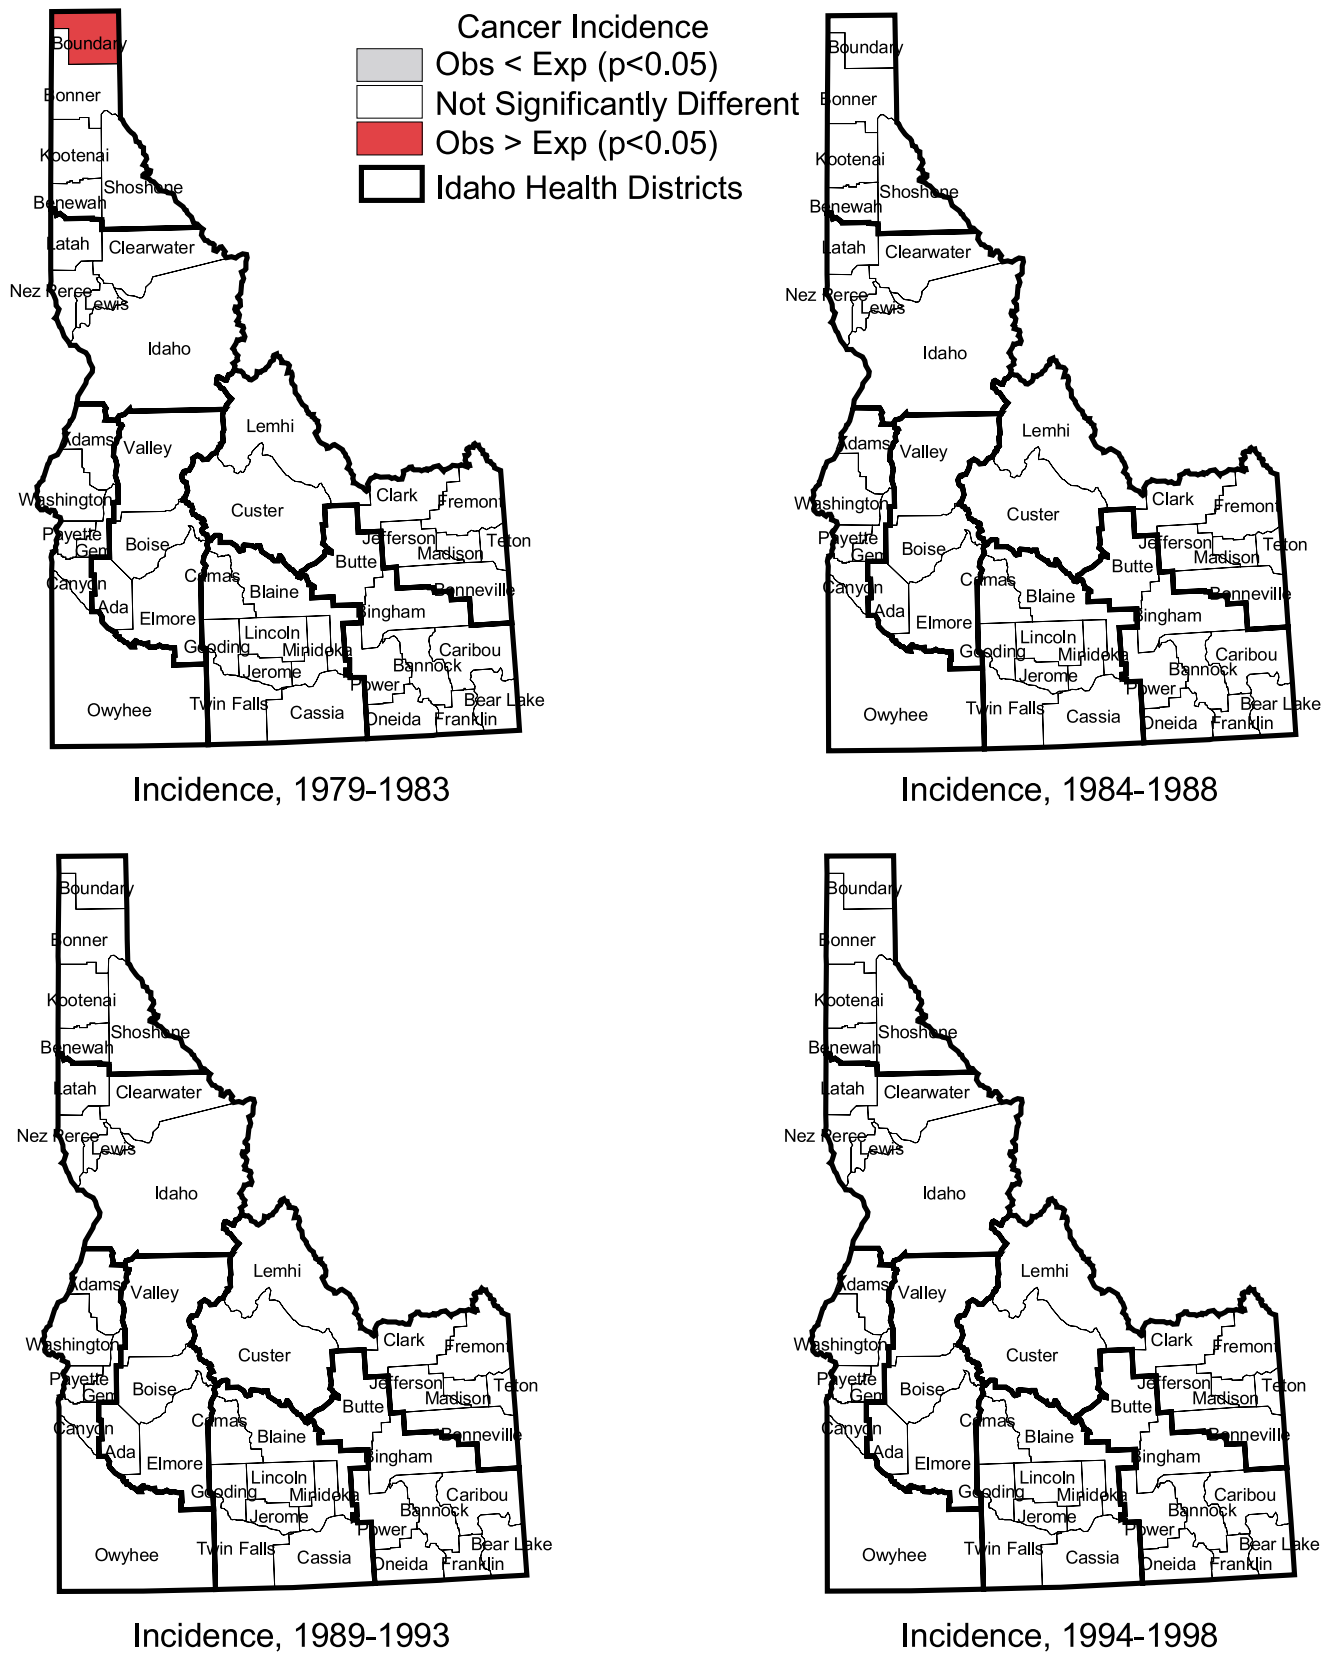 Cancer Incidence
Obs < Exp (p<0.05)
Not Significantly Different
Obs > Exp (p<0.05)
Idaho Health Districts
Boundary
Bonner
Kootenai
Shoshone
Benewah
Latah
Clearwater
Nez Perce
Lewis
Idaho
Lemhi
Adams
Valley
Clark
Fremont
Washington
Custer
Payette
Gem
Boise
Jefferson
Madison
Teton
Butte
Canyon
Camas
Blaine
Bonneville
Ada
Elmore
Bingham
Gooding
Lincoln
Minidoka
Caribou
Jerome
Bannock
Power
Owyhee
Twin Falls
Cassia
Bear Lake
Oneida
Franklin
Incidence, 1979-1983
Boundary
Bonner
Kootenai
Shoshone
Benewah
Latah
Clearwater
Nez Perce
Lewis
Idaho
Lemhi
Adams
Valley
Clark
Fremont
Washington
Custer
Payette
Gem
Boise
Jefferson
Madison
Teton
Butte
Canyon
Camas
Blaine
Bonneville
Ada
Elmore
Bingham
Gooding
Lincoln
Minidoka
Caribou
Jerome
Bannock
Power
Owyhee
Twin Falls
Cassia
Bear Lake
Oneida
Franklin
Incidence, 1984-1988
Boundary
Bonner
Kootenai
Shoshone
Benewah
Latah
Clearwater
Nez Perce
Lewis
Idaho
Lemhi
Adams
Valley
Clark
Fremont
Washington
Custer
Payette
Gem
Boise
Jefferson
Madison
Teton
Butte
Canyon
Camas
Blaine
Bonneville
Ada
Elmore
Bingham
Gooding
Lincoln
Minidoka
Caribou
Jerome
Bannock
Power
Owyhee
Twin Falls
Cassia
Bear Lake
Oneida
Franklin
Incidence, 1989-1993
Boundary
Bonner
Kootenai
Shoshone
Benewah
Latah
Clearwater
Nez Perce
Lewis
Idaho
Lemhi
Adams
Valley
Clark
Fremont
Washington
Custer
Payette
Gem
Boise
Jefferson
Madison
Teton
Butte
Canyon
Camas
Blaine
Bonneville
Ada
Elmore
Bingham
Gooding
Lincoln
Minidoka
Caribou
Jerome
Bannock
Power
Owyhee
Twin Falls
Cassia
Bear Lake
Oneida
Franklin
Incidence, 1994-1998